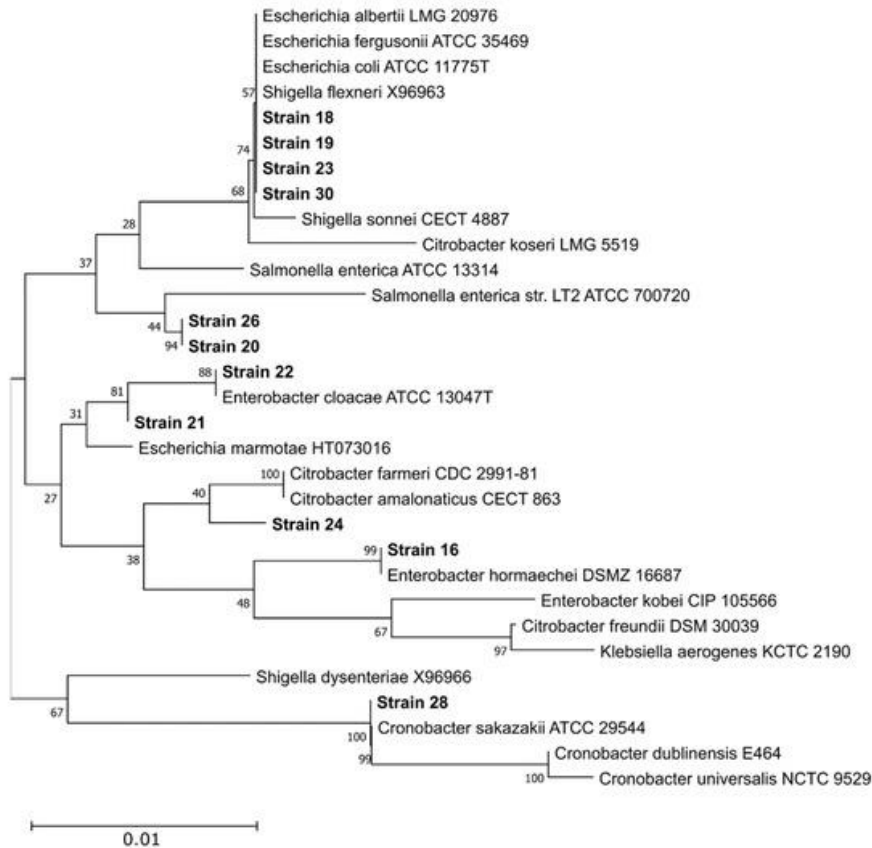 Escherichia albertii LMG 20976
Escherichia fergusonii ATCC 35469
Escherichia coli ATCC 11775T
57
Shigella flexneri X96963
Strain 18
Strain 19
74
Strain 23
68
Strain 30
Shigella sonnei CECT 4887
28
Citrobacter koseri LMG 5519
37
Salmonella enterica ATCC 13314
Salmonella enterica str. LT2 ATCC 700720
44
Strain 26
94
Strain 20
88
Strain 22
81
Enterobacter cloacae ATCC 13047T
31
Strain 21
Escherichia marmotae HT073016
27
100
Citrobacter farmeri CDC 2991-81
40
Citrobacter amalonaticus CECT 863
Strain 24
38
99
Strain 16
Enterobacter hormaechei DSMZ 16687
48
Enterobacter kobei CIP 105566
67
Citrobacter freundii DSM 30039
97
Klebsiella aerogenes KCTC 2190
Shigella dysenteriae X96966
67
Strain 28
100
Cronobacter sakazakii ATCC 29544
99
Cronobacter dublinensis E464
100
Cronobacter universalis NCTC 9529
0.01